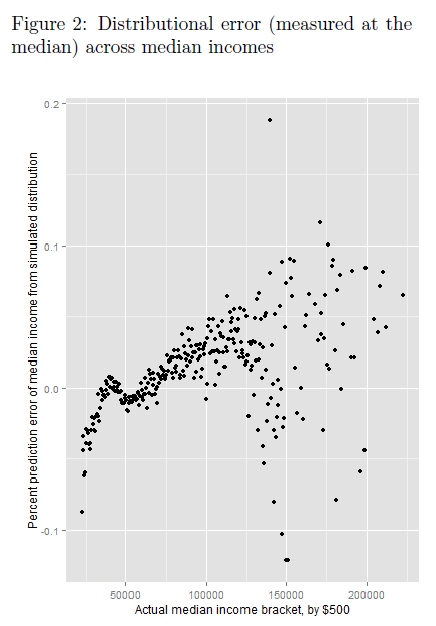 Figure 2: Distributional error (measured at the
median) across median incomes
0.2
0.1
0.0
-0.1
Percent prediction error of median income from simulated distribution
50000 100000 150000 200000
Actual median income bracket, by $500